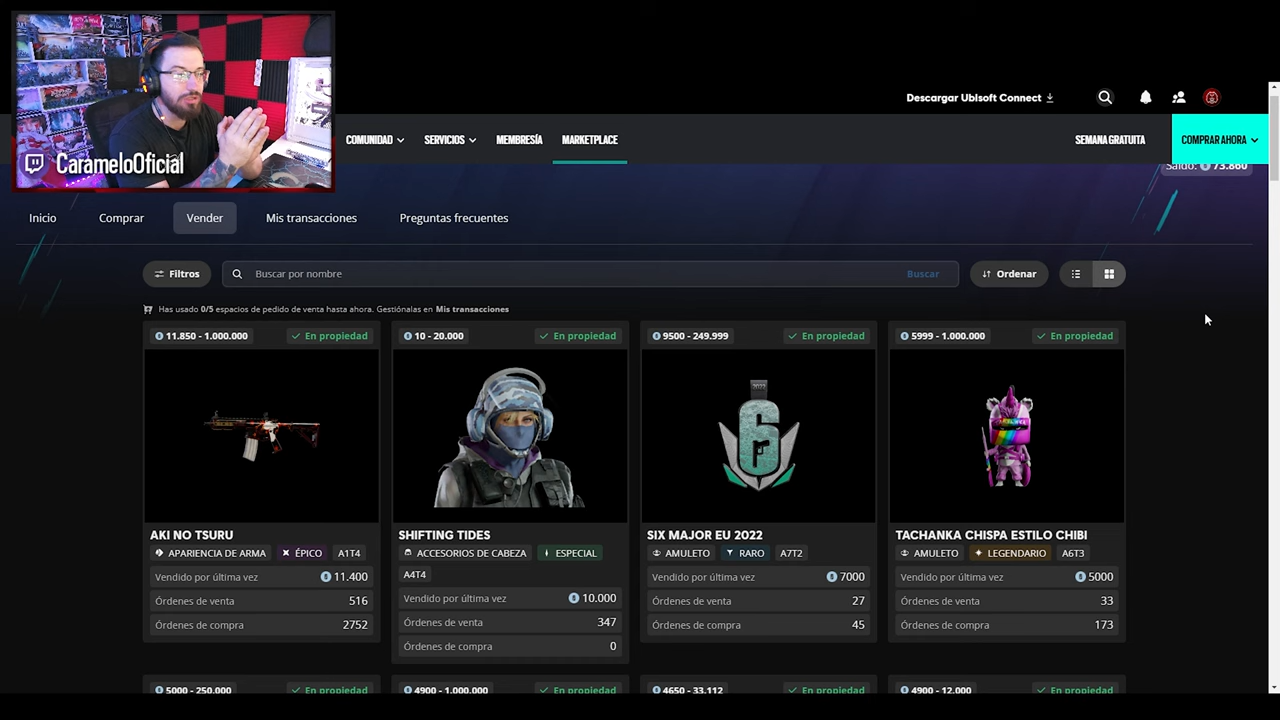 CarameloOficial
Descargar Ubisoft Connect
COMUNIDAD
SERVICIOS
MEMBRESÍA
MARKETPLACE
SEMANA GRATUITA
COMPRAR AHORA
Saldo: 73.860
Inicio
Comprar
Vender
Mis transacciones
Preguntas frecuentes
Filtros
Buscar por nombre
Buscar
Ordenar
Has usado 0/5 espacios de pedido de venta hasta ahora. Gestiónalas en Mis transacciones
11.850 - 1.000.000
En propiedad
AKI NO TSURU
APARIENCIA DE ARMA
ÉPICO
A1T4
Vendido por última vez 11.400
Órdenes de venta 516
Órdenes de compra 2752
10 - 20.000
En propiedad
SHIFTING TIDES
ACCESORIOS DE CABEZA
ESPECIAL
A4T4
Vendido por última vez 10.000
Órdenes de venta 347
Órdenes de compra 0
9500 - 249.999
En propiedad
2022
6
SIX MAJOR EU 2022
AMULETO
RARO
A7T2
Vendido por última vez 7000
Órdenes de venta 27
Órdenes de compra 45
5999 - 1.000.000
En propiedad
TACHANKA CHISPA ESTILO CHIBI
AMULETO
LEGENDARIO
A6T3
Vendido por última vez 5000
Órdenes de venta 33
Órdenes de compra 173
5000 - 250.000
En propiedad
4900 - 1.000.000
En propiedad
4650 - 33.112
En propiedad
4900 - 12.000
En propiedad